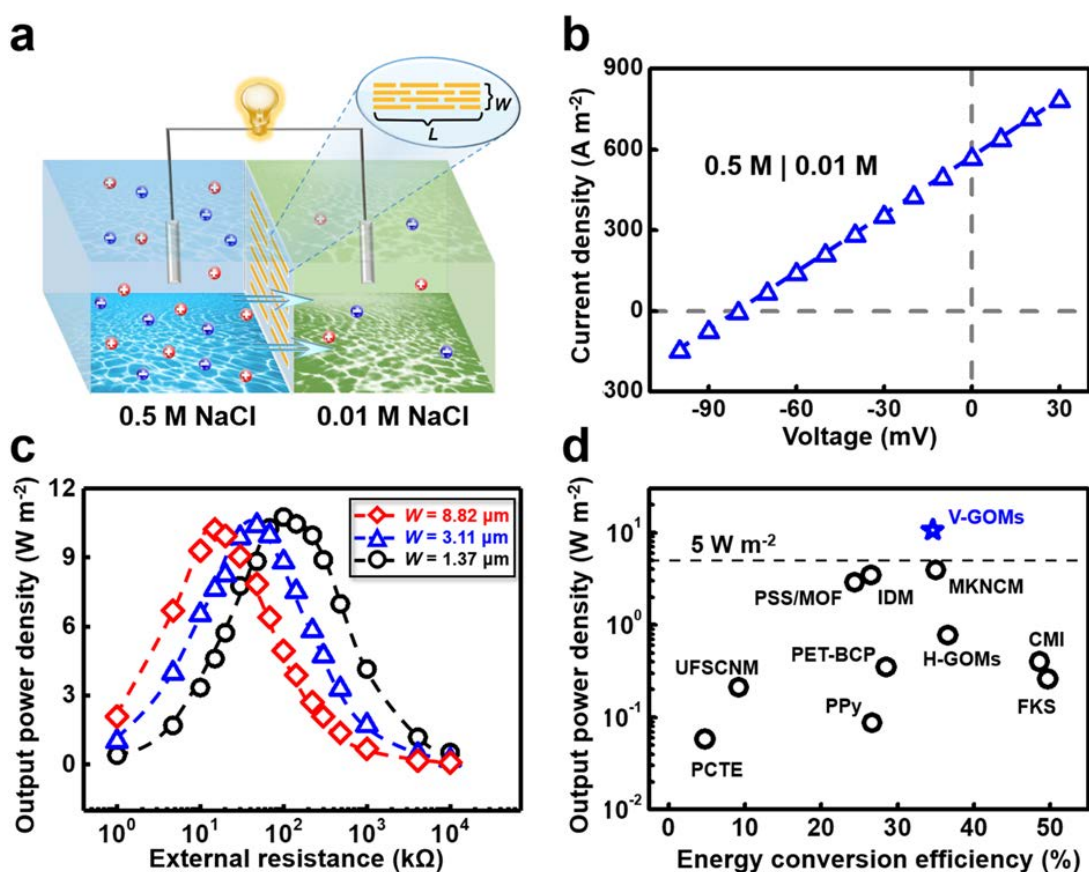 a
W
L
0.5 M NaCl
0.01 M NaCl
b
Current density (A m⁻²)
900
600
300
0
300
0.5 M | 0.01 M
-90
-60
-30
0
30
Voltage (mV)
c
Output power density (W m⁻²)
12
9
6
3
0
W = 8.82 μm
W = 3.11 μm
W = 1.37 μm
10⁰
10¹
10²
10³
10⁴
External resistance (kΩ)
d
Output power density (W m⁻²)
10¹
10⁰
10⁻¹
10⁻²
V-GOMs
5 W m⁻²
PSS/MOF
IDM
MKNCM
UFSCNM
PET-BCP
H-GOMs
CMI
PPy
FKS
PCTE
0
10
20
30
40
50
Energy conversion efficiency (%)